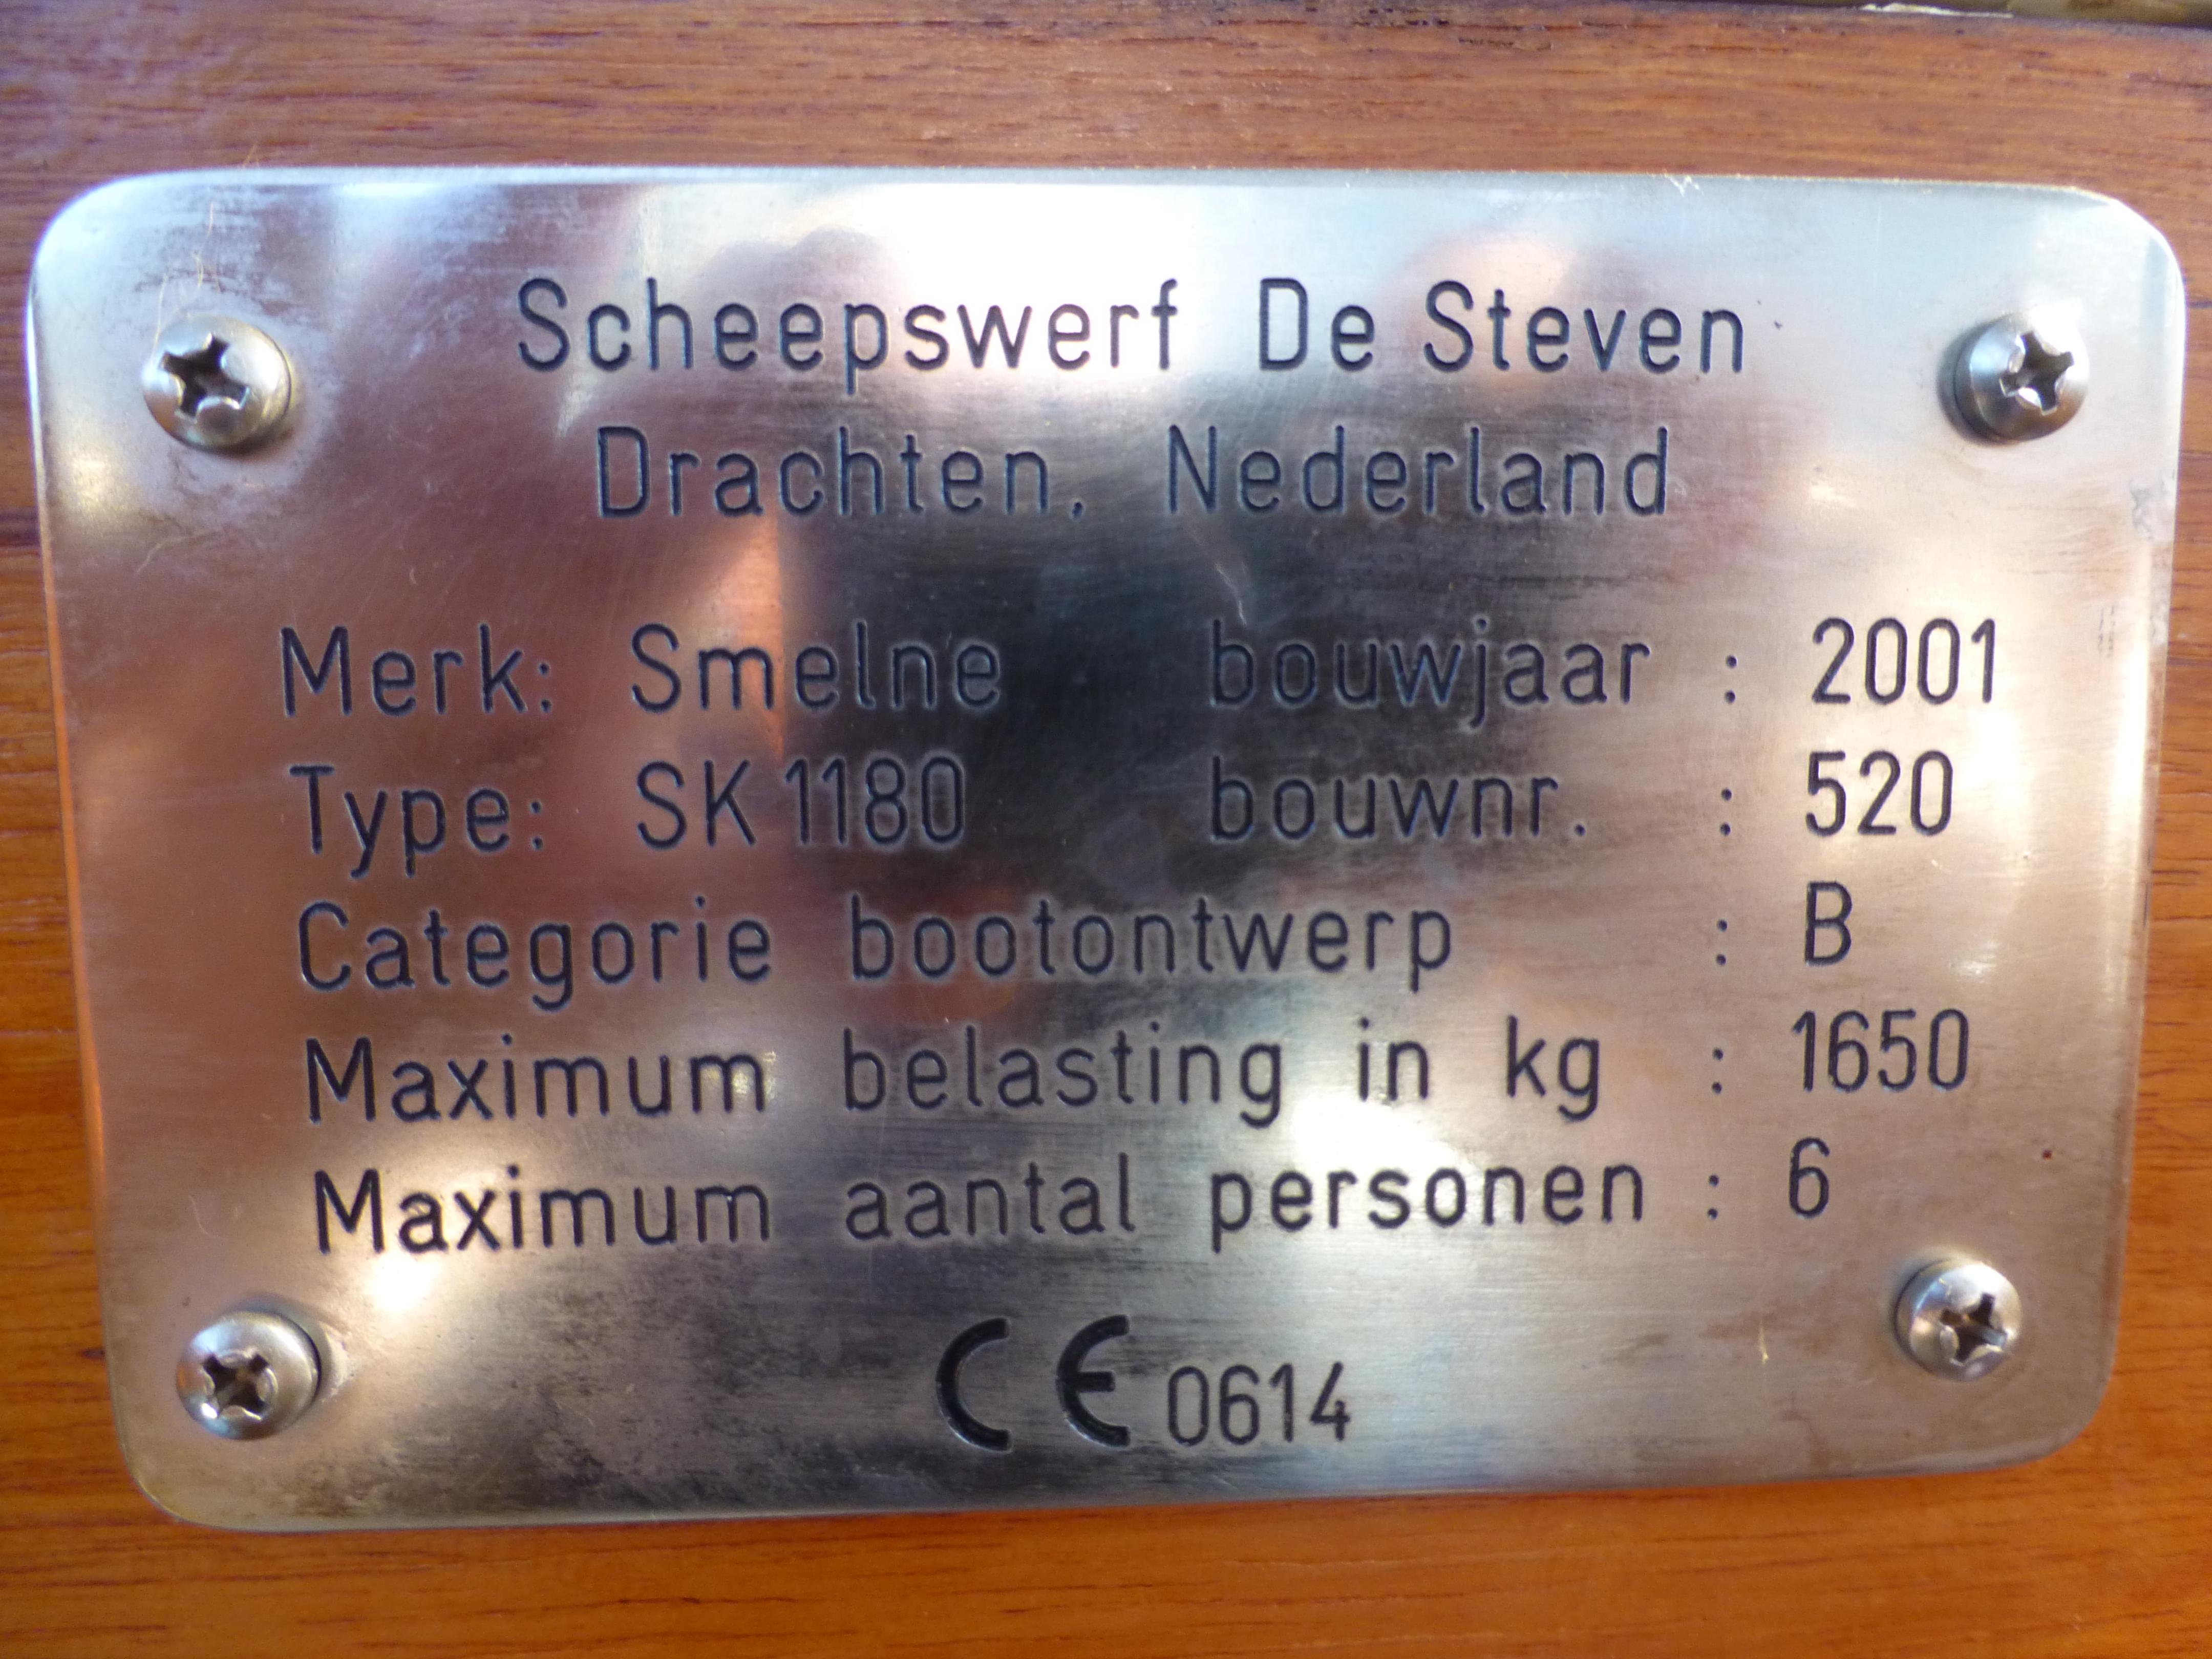 Scheepswerf De Steven
Drachten, Nederland
Merk: Smelne bouwjaar : 2001
Type: SK 1180 bouwnr. : 520
Categorie bootontwerp : B
Maximum belasting in kg : 1650
Maximum aantal personen : 6
CE 0614